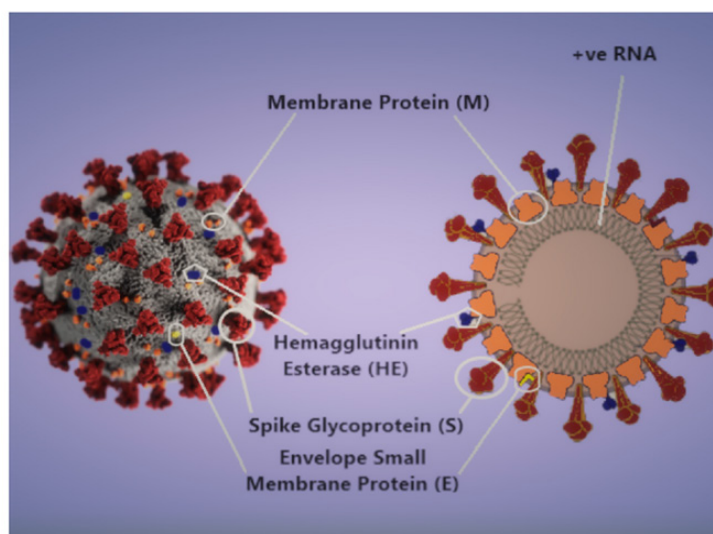 +ve RNA
Membrane Protein (M)
Hemagglutinin
Esterase (HE)
Spike Glycoprotein (S)
Envelope Small
Membrane Protein (E)